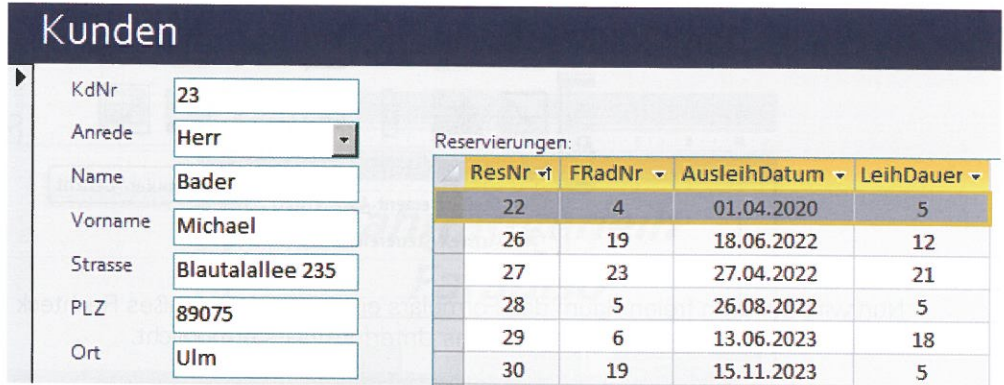 Kunden
KdNr 23
Anrede Herr
Name Bader
Vorname Michael
Strasse Blautalallee 235
PLZ 89075
Ort Ulm
Reservierungen:
ResNr FRadNr AusleihDatum LeihDauer
22 4 01.04.2020 5
26 19 18.06.2022 12
27 23 27.04.2022 21
28 5 26.08.2022 5
29 6 13.06.2023 18
30 19 15.11.2023 5